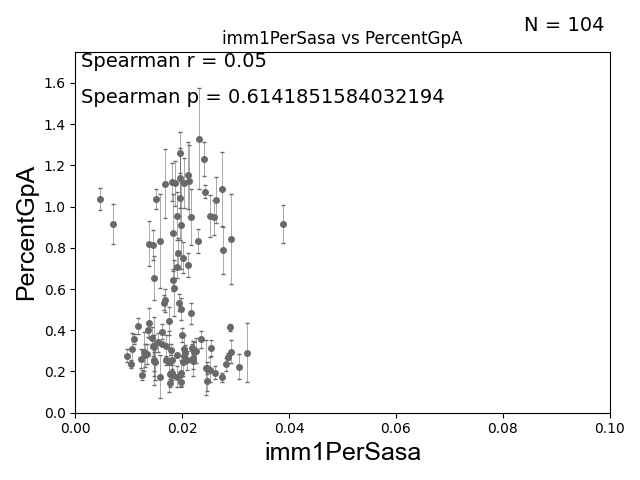 N = 104
imm1PerSasa vs PercentGpA
Spearman r = 0.05
Spearman p = 0.6141851584032194
PercentGpA
1.6
1.4
1.2
1.0
0.8
0.6
0.4
0.2
0.0
0.00 0.02 0.04 0.06 0.08 0.10
imm1PerSasa